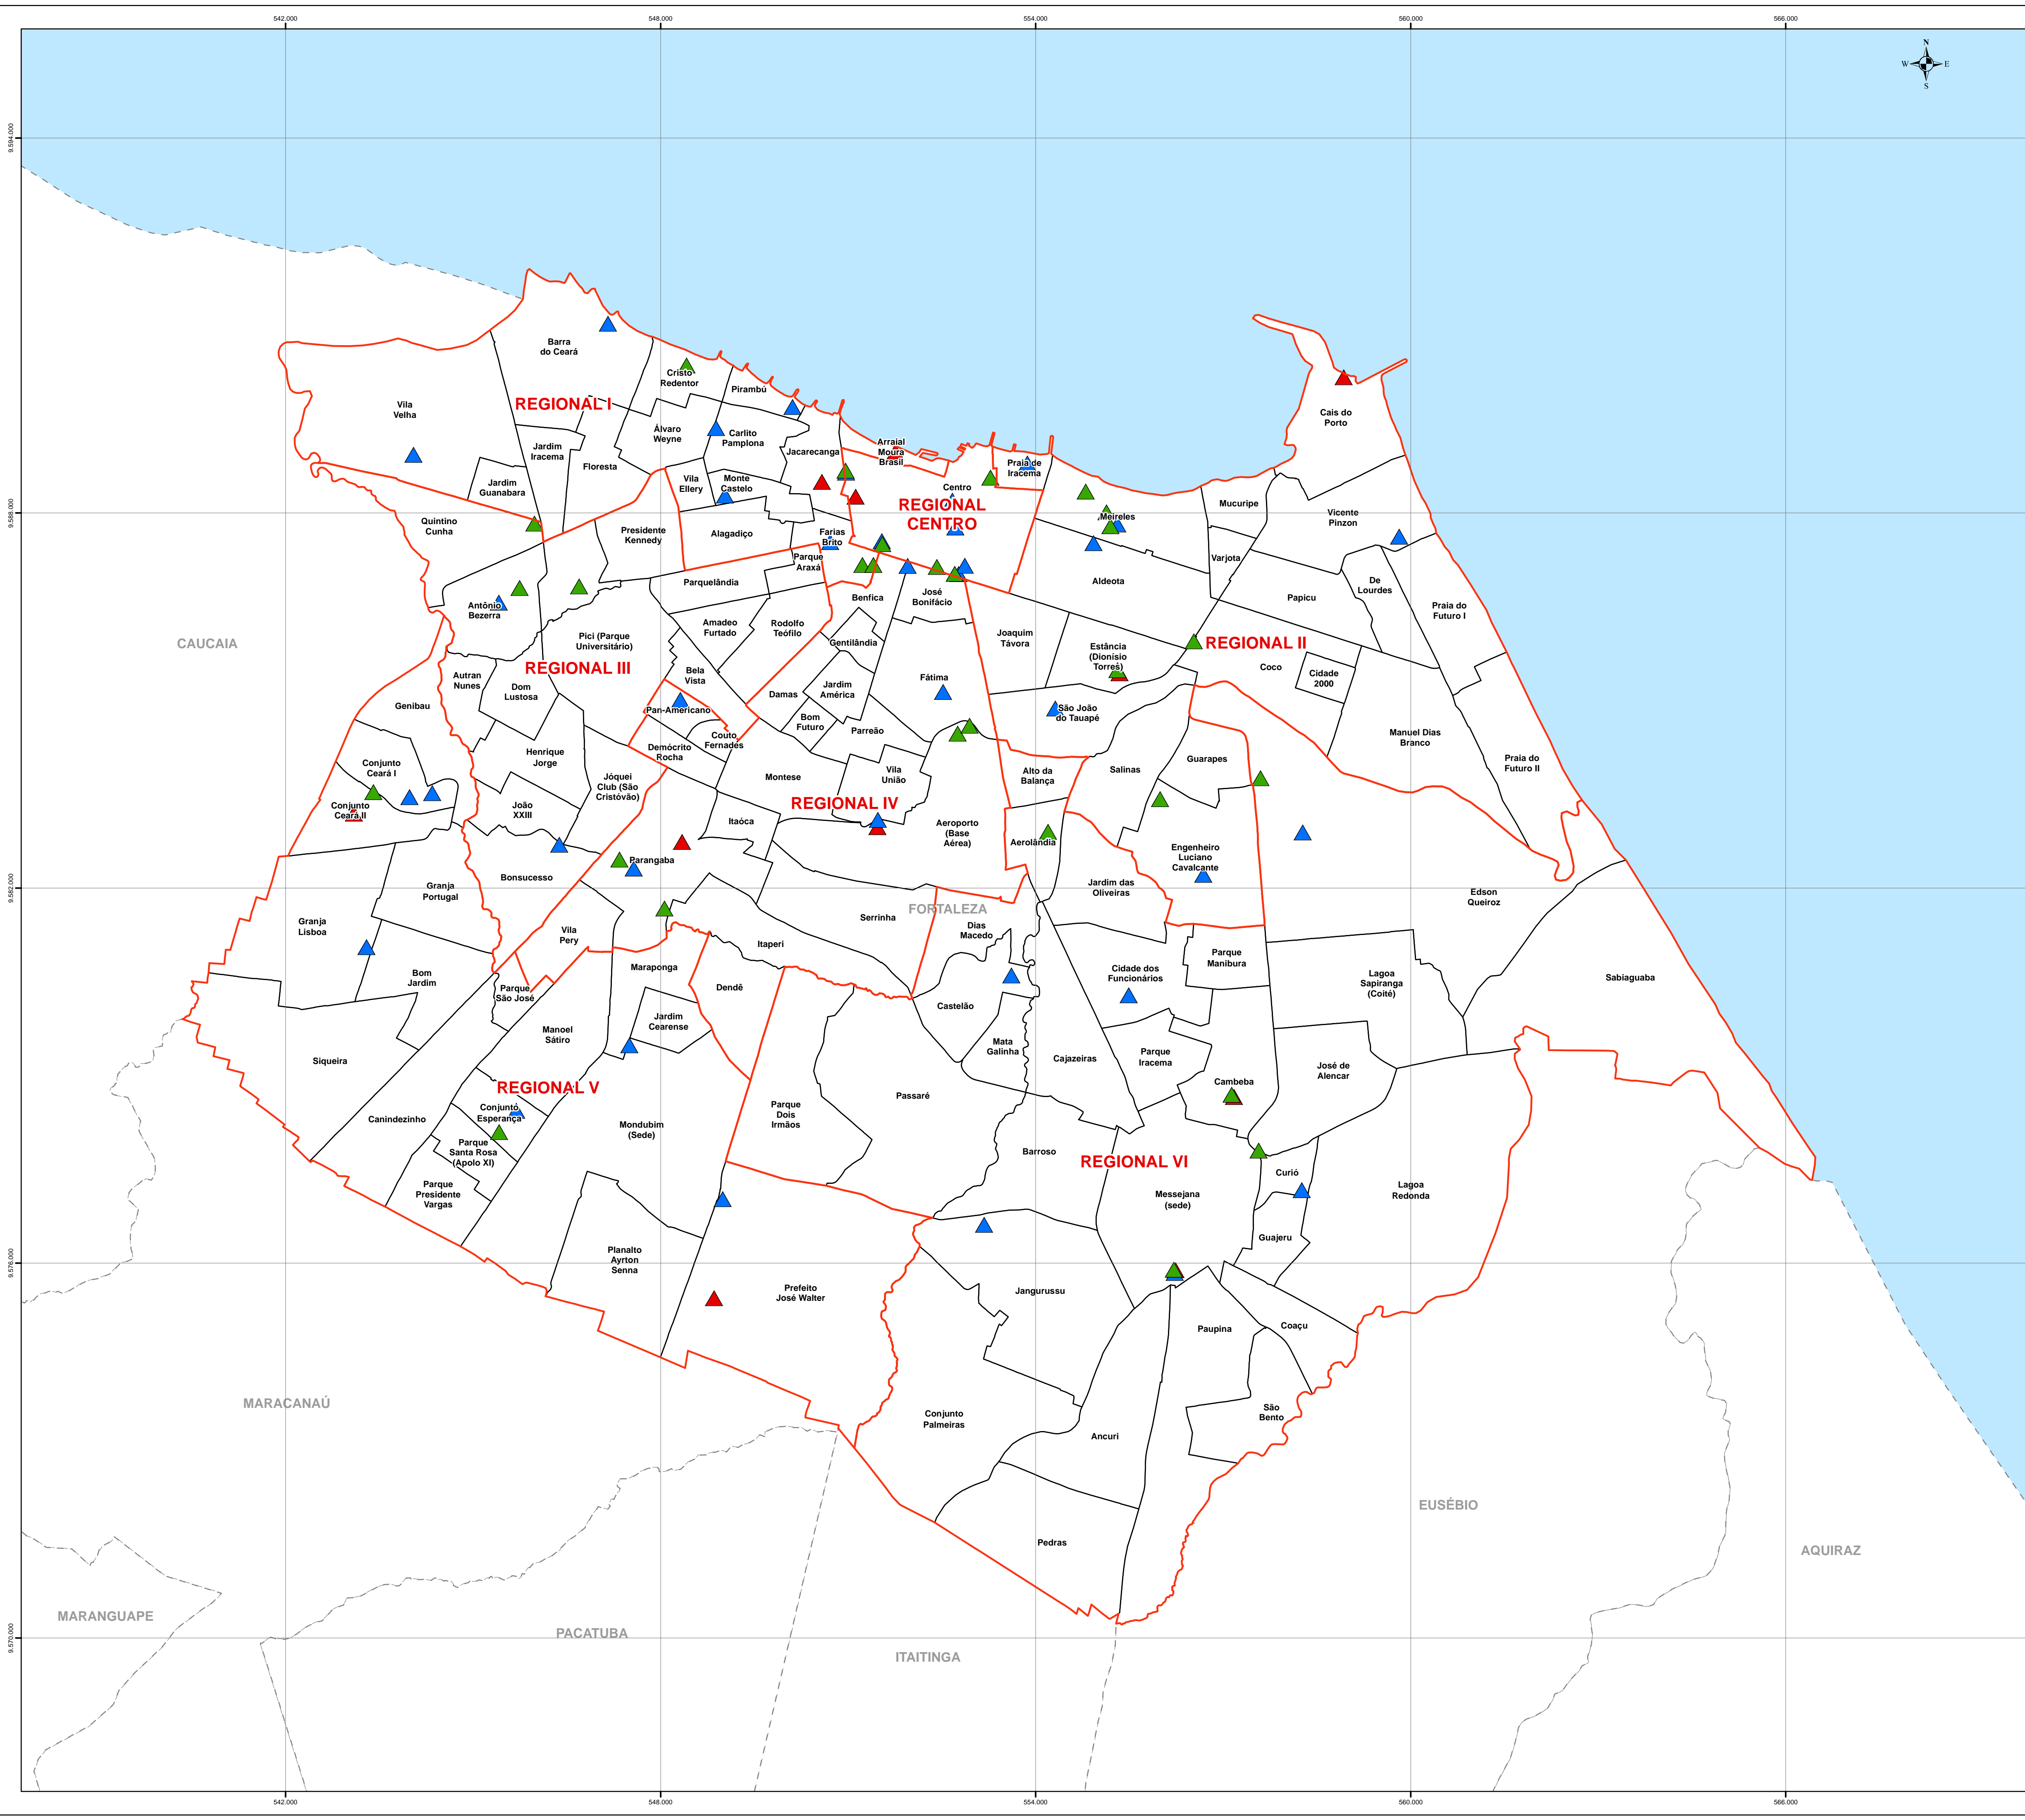 542.000
548.000
554.000
560.000
566.000
N
W
E
S
9.594.000
9.588.000
9.582.000
9.576.000
9.570.000
Barra
do Ceará
Cristo
Redentor
Pirambú
Vila
Velha
REGIONAL I
Álvaro
Weyne
Carlito
Pamplona
Jacarecanga
Arraial
Moura
Brasil
Praia de
Iracema
Cais do
Porto
Jardim
Iracema
Floresta
Jardim
Guanabara
Vila
Ellery
Monte
Castelo
Centro
REGIONAL
CENTRO
Meireles
Mucuripe
Vicente
Pinzon
Quintino
Cunha
Presidente
Kennedy
Alagadiço
Farias
Brito
Parque
Araxá
Varjota
De
Lourdes
Parquelândia
Benfica
José
Bonifácio
Aldeota
Papicu
Praia do
Futuro I
Antônio
Bezerra
Pici (Parque
Universitário)
Amadeo
Furtado
Rodolfo
Teófilo
Gentilândia
Joaquim
Távora
Estância
(Dionísio
Torres)
REGIONAL II
CAUCAIA
REGIONAL III
Coco
Cidade
2000
Autran
Nunes
Dom
Lustosa
Bela
Vista
Damas
Jardim
América
Fátima
Genibau
Pan-Americano
Bom
Futuro
Parreão
São João
do Tauapé
Manuel Dias
Branco
Praia do
Futuro II
Couto
Fernades
Demócrito
Rocha
Henrique
Jorge
Conjunto
Ceará I
Jóquei
Club (São
Cristóvão)
Montese
Vila
União
Alto da
Balança
Salinas
Guarapes
Conjunto
Ceará II
João
XXIII
REGIONAL IV
Itaóca
Aeroporto
(Base
Aérea)
Aerolândia
Parangaba
Engenheiro
Luciano
Cavalcante
Bonsucesso
Granja
Portugal
Jardim das
Oliveiras
Edson
Queiroz
Granja
Lisboa
Serrinha
FORTALEZA
Dias
Macedo
Vila
Pery
Itaperi
Bom
Jardim
Maraponga
Dendê
Parque
São José
Castelão
Cidade dos
Funcionários
Parque
Manibura
Lagoa
Sapiranga
(Coité)
Sabiaguaba
Manoel
Sátiro
Jardim
Cearense
Mata
Galinha
Cajazeiras
Parque
Iracema
Siqueira
José de
Alencar
REGIONAL V
Cambeba
Passaré
Canindezinho
Conjunto
Esperança
Mondubim
(Sede)
Parque
Dois
Irmãos
Parque
Santa Rosa
(Apolo XI)
Barroso
REGIONAL VI
Curió
Lagoa
Redonda
Parque
Presidente
Vargas
Messejana
(sede)
Guajeru
Planalto
Ayrton
Senna
Prefeito
José Walter
Jangurussu
Paupina
Coaçu
MARACANAÚ
Conjunto
Palmeiras
São
Bento
Ancuri
EUSÉBIO
Pedras
AQUIRAZ
MARANGUAPE
PACATUBA
ITAITINGA
542.000
548.000
554.000
560.000
566.000